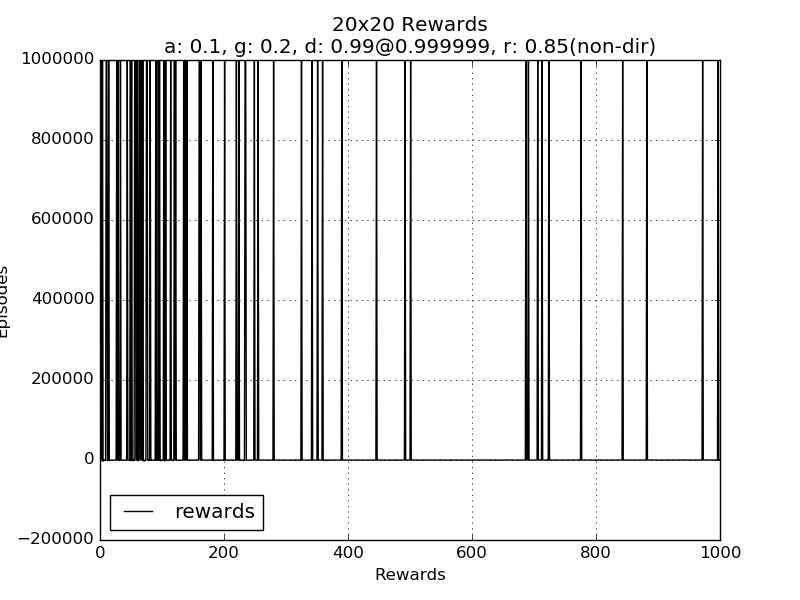 20x20 Rewards
a: 0.1, g: 0.2, d: 0.99@0.999999, r: 0.85(non-dir)
1000000
800000
600000
400000
200000
0
−200000
Episodes
rewards
0 200 400 600 800 1000
Rewards